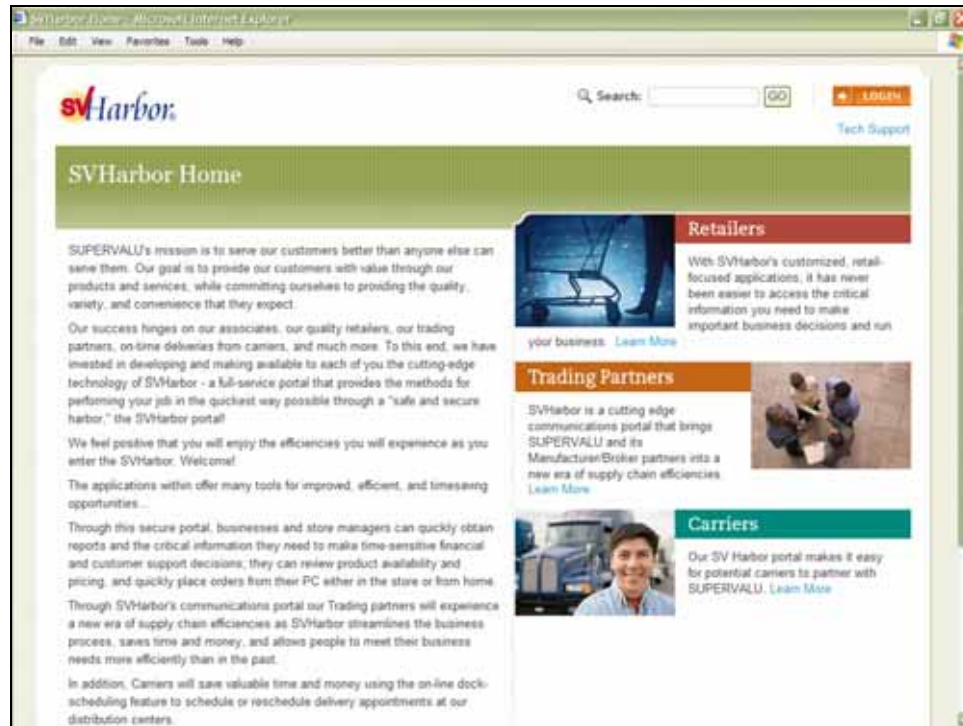 SVHarbor Home - Microsoft Internet Explorer
File Edit View Favorites Tools Help
SVHarbor.
Search: GO
LOGIN
Tech Support
SVHarbor Home
SUPERVALU's mission is to serve our customers better than anyone else can
serve them. Our goal is to provide our customers with value through our
products and services, while committing ourselves to providing the quality,
variety, and convenience that they expect.
Our success hinges on our associates, our quality retailers, our trading
partners, on-time deliveries from carriers, and much more. To this end, we have
invested in developing and making available to each of you the cutting-edge
technology of SVHarbor - a full-service portal that provides the methods for
performing your job in the quickest way possible through a "safe and secure
harbor," the SVHarbor portal!
We feel positive that you will enjoy the efficiencies you will experience as you
enter the SVHarbor. Welcome!
The applications within offer many tools for improved, efficient, and timesaving
opportunities...
Through this secure portal, businesses and store managers can quickly obtain
reports and the critical information they need to make time-sensitive financial
and customer support decisions; they can review product availability and
pricing, and quickly place orders from their PC either in the store or from home.
Through SVHarbor's communications portal our Trading partners will experience
a new era of supply chain efficiencies as SVHarbor streamlines the business
process, saves time and money, and allows people to meet their business
needs more efficiently than in the past.
In addition, Carriers will save valuable time and money using the on-line dock-
scheduling feature to schedule or reschedule delivery appointments at our
distribution centers.
Retailers
With SVHarbor's customized, retail-
focused applications, it has never
been easier to access the critical
information you need to make
important business decisions and run
your business. Learn More
Trading Partners
SVHarbor is a cutting edge
communications portal that brings
SUPERVALU and its
Manufacturer/Broker partners into a
new era of supply chain efficiencies.
Learn More
Carriers
Our SV Harbor portal makes it easy
for potential carriers to partner with
SUPERVALU. Learn More